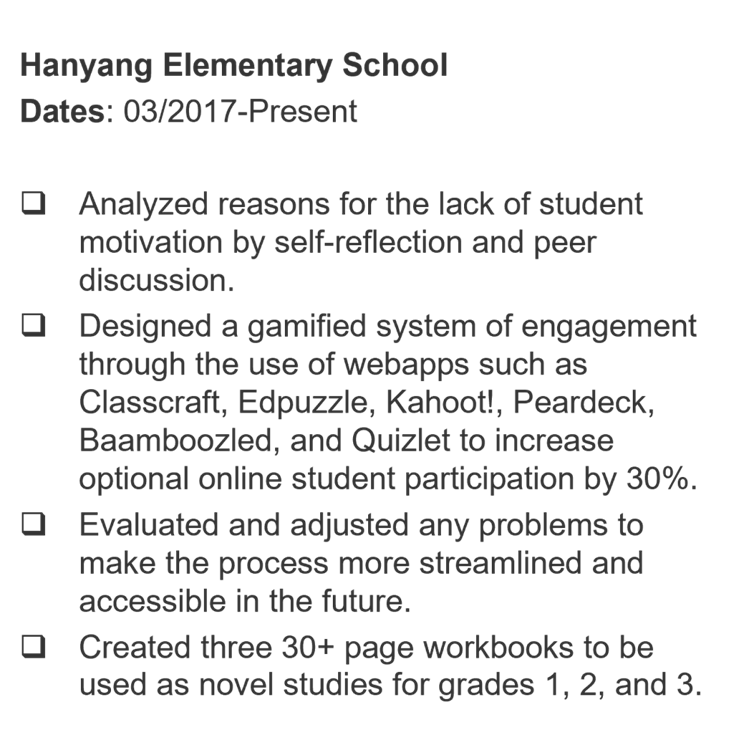 Hanyang Elementary School
Dates: 03/2017-Present
❑ Analyzed reasons for the lack of student
motivation by self-reflection and peer
discussion.
❑ Designed a gamified system of engagement
through the use of webapps such as
Classcraft, Edpuzzle, Kahoot!, Peardeck,
Baamboozled, and Quizlet to increase
optional online student participation by 30%.
❑ Evaluated and adjusted any problems to
make the process more streamlined and
accessible in the future.
❑ Created three 30+ page workbooks to be
used as novel studies for grades 1, 2, and 3.